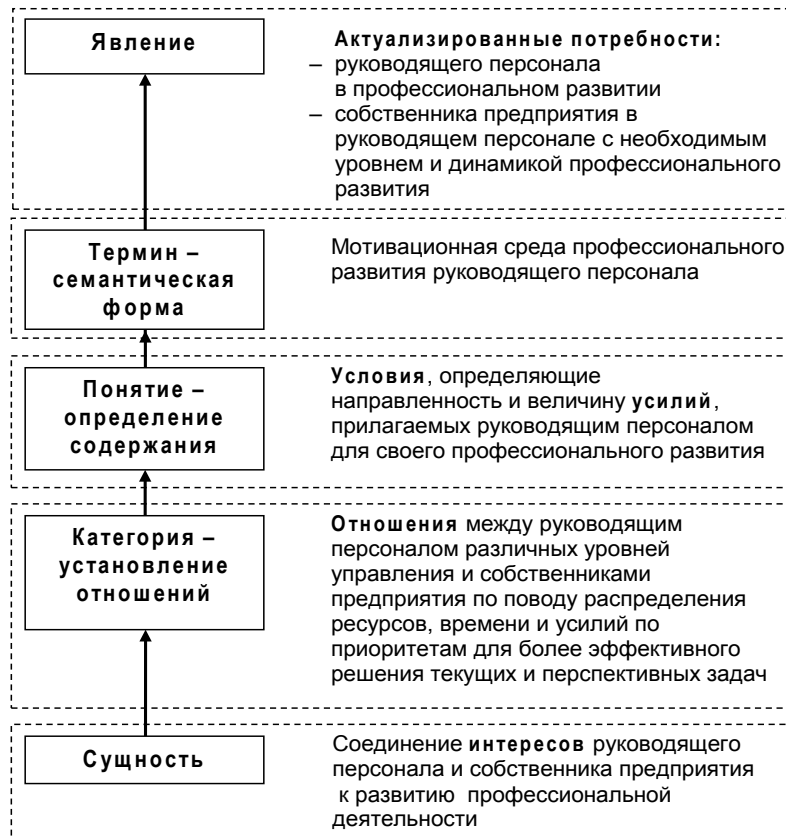 Явление
Актуализированные потребности:
– руководящего персонала
в профессиональном развитии
– собственника предприятия в
руководящем персонале с необходимым
уровнем и динамикой профессионального
развития
Термин –
семантическая
форма
Мотивационная среда профессионального
развития руководящего персонала
Понятие –
определение
содержания
Условия, определяющие
направленность и величину усилий,
прилагаемых руководящим персоналом
для своего профессионального развития
Категория –
установление
отношений
Отношения между руководящим
персоналом различных уровней
управления и собственниками
предприятия по поводу распределения
ресурсов, времени и усилий по
приоритетам для более эффективного
решения текущих и перспективных задач
Сущность
Соединение интересов руководящего
персонала и собственника предприятия
к развитию профессиональной
деятельности